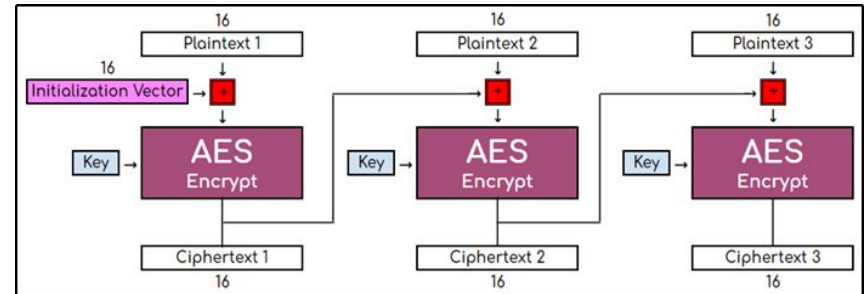 16 16 16
Plaintext 1 Plaintext 2 Plaintext 3
16
Initialization Vector + + +
Key AES Key AES Key AES
Encrypt Encrypt Encrypt
Ciphertext 1 Ciphertext 2 Ciphertext 3
16 16 16